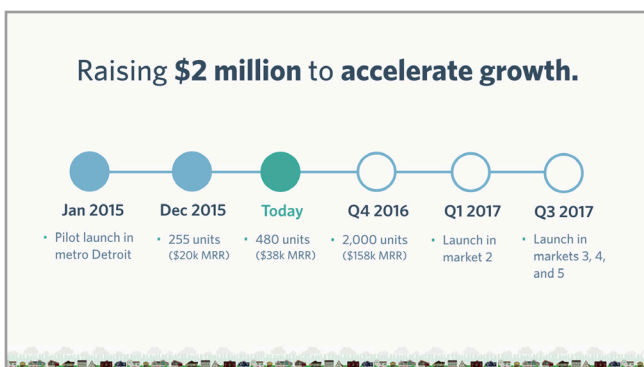 Raising $2 million to accelerate growth.
Jan 2015
• Pilot launch in
metro Detroit
Dec 2015
• 255 units
($20k MRR)
Today
• 480 units
($38k MRR)
Q4 2016
• 2,000 units
($158k MRR)
Q1 2017
• Launch in
market 2
Q3 2017
• Launch in
markets 3, 4,
and 5